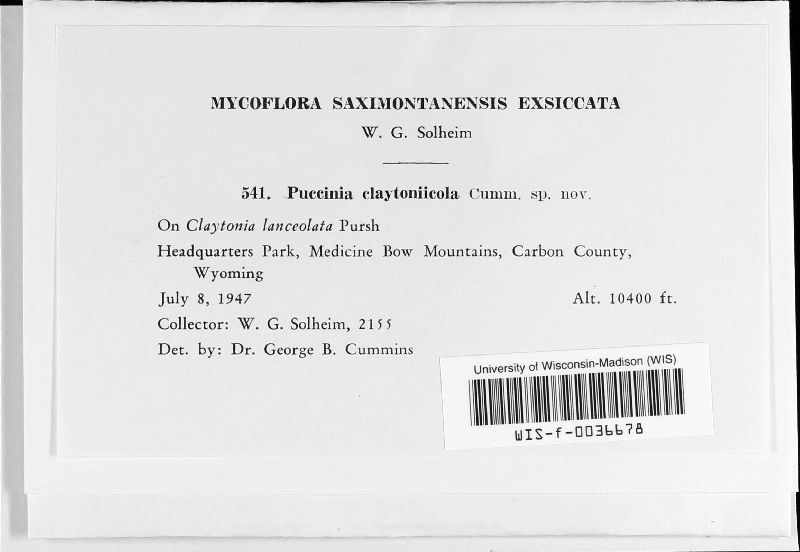 MYCOFLORA SAXIMONTANENSIS EXSICCATA
W. G. Solheim
541. Puccinia claytoniicola Cumm. sp. nov.
On Claytonia lanceolata Pursh
Headquarters Park, Medicine Bow Mountains, Carbon County,
Wyoming
July 8, 1947 Alt. 10400 ft.
Collector: W. G. Solheim, 2155
Det. by: Dr. George B. Cummins
University of Wisconsin-Madison (WIS)
WIS-f-0036678